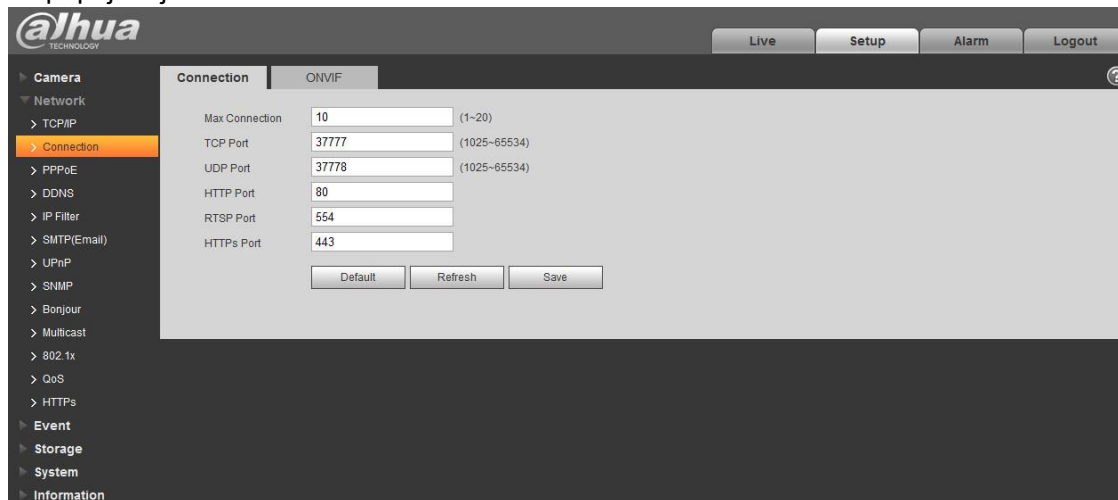 alhua
TECHNOLOGY
Live Setup Alarm Logout
Camera
Network
TCP/IP
Connection
PPPoE
DDNS
IP Filter
SMTP(Email)
UPnP
SNMP
Bonjour
Multicast
802.1x
QoS
HTTPs
Event
Storage
System
Information
Connection ONVIF
Max Connection 10 (1~20)
TCP Port 37777 (1025~65534)
UDP Port 37778 (1025~65534)
HTTP Port 80
RTSP Port 554
HTTPs Port 443
Default Refresh Save